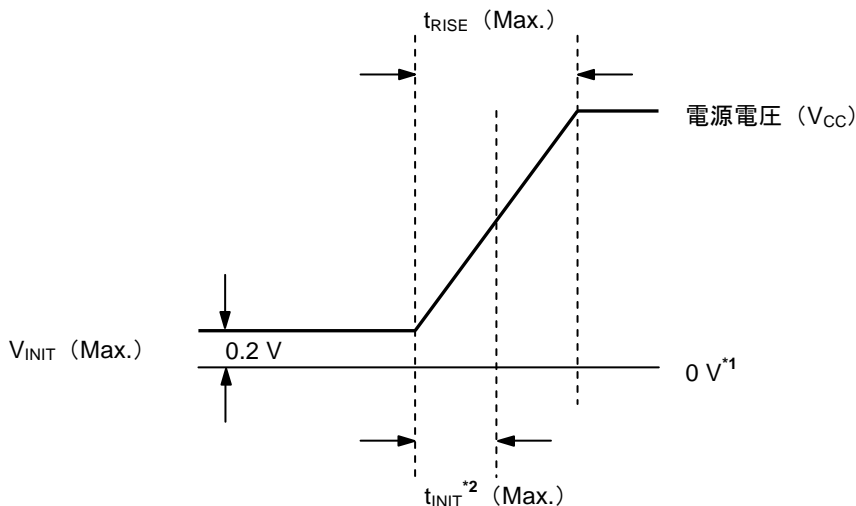 tRISE（Max.）
電源電圧（VCC）
VINIT（Max.）
0.2 V
0 V*1
tINIT*2（Max.）